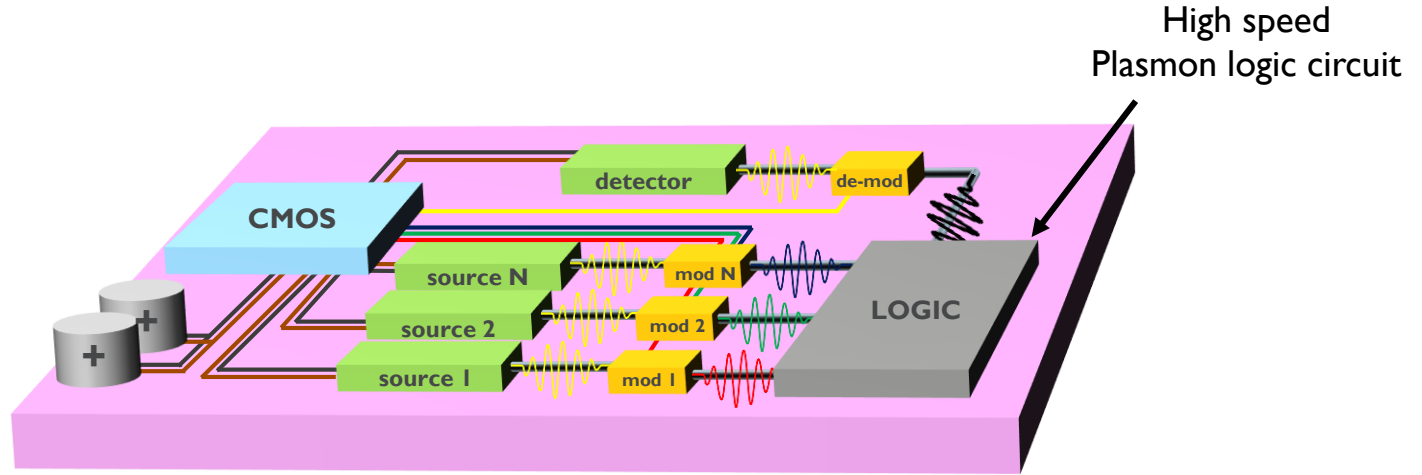 High speed
Plasmon logic circuit
detector
de-mod
CMOS
source N
mod N
source 2
mod 2
LOGIC
source 1
mod 1
+
+